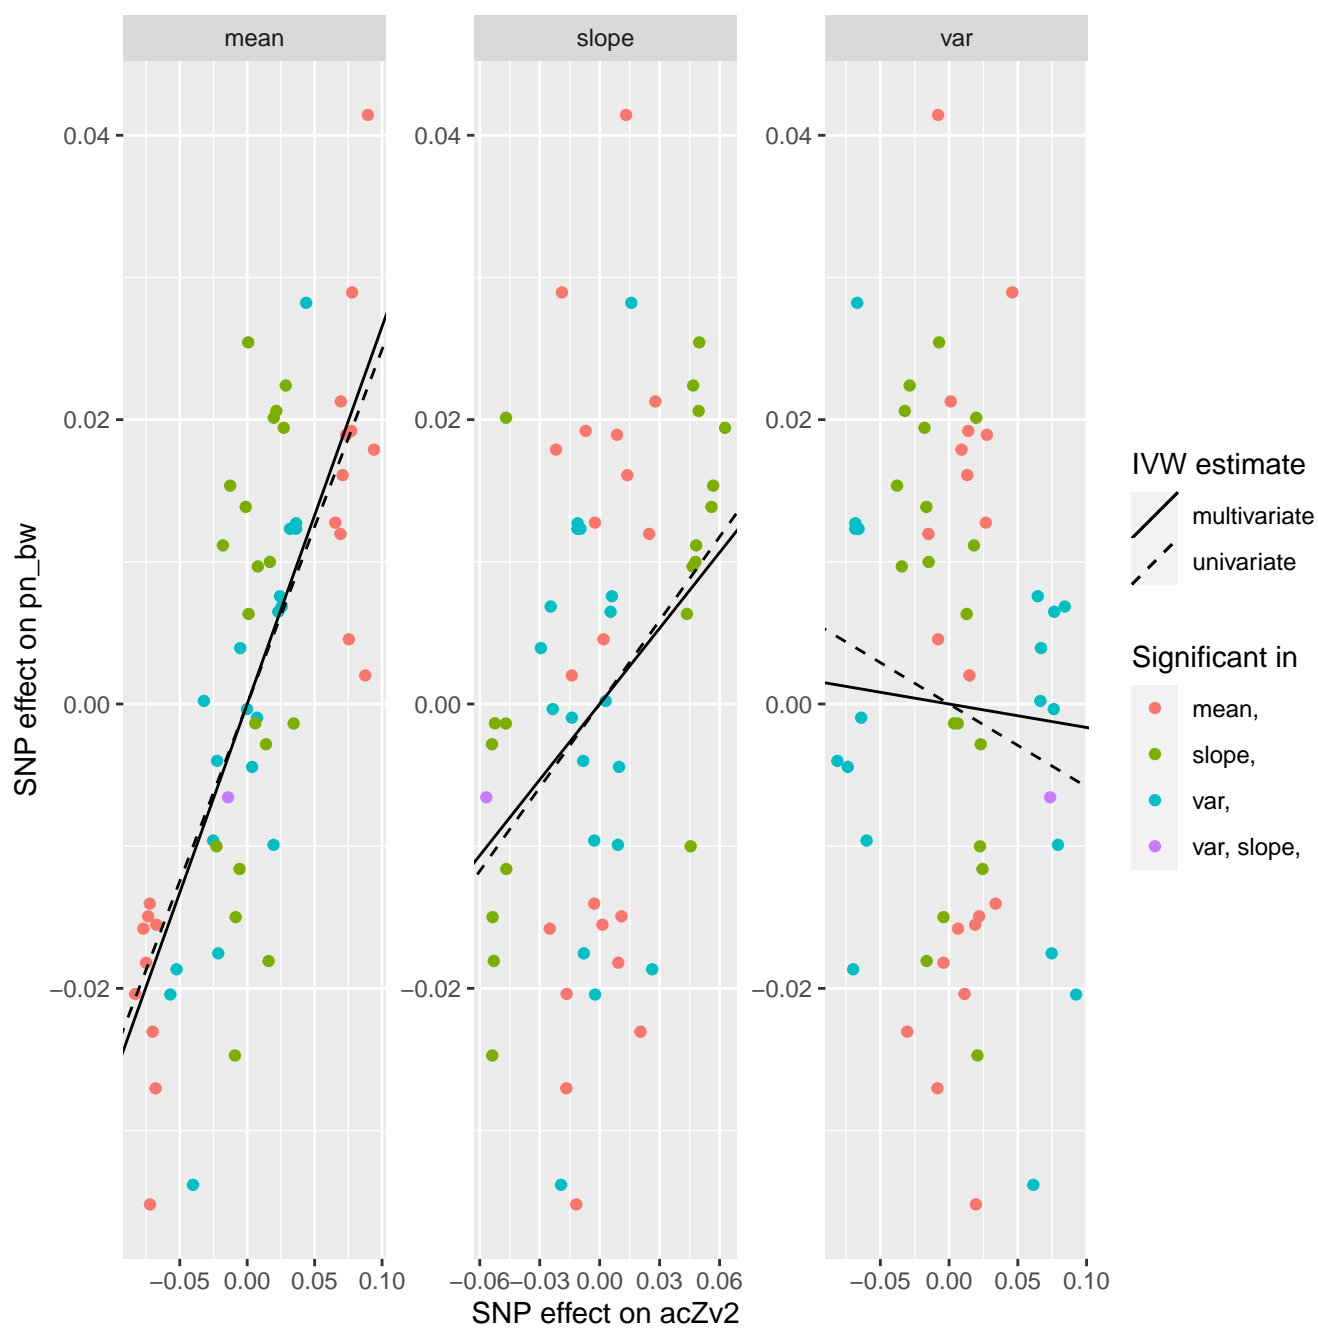 mean
slope
var
0.04
0.02
0.00
−0.02
0.04
0.02
0.00
−0.02
0.04
0.02
0.00
−0.02
−0.05 0.00 0.05 0.10
−0.06 −0.03 0.00 0.03 0.06
−0.05 0.00 0.05 0.10
SNP effect on acZv2
SNP effect on pn_bw
IVW estimate
multivariate
univariate
Significant in
mean,
slope,
var,
var, slope,